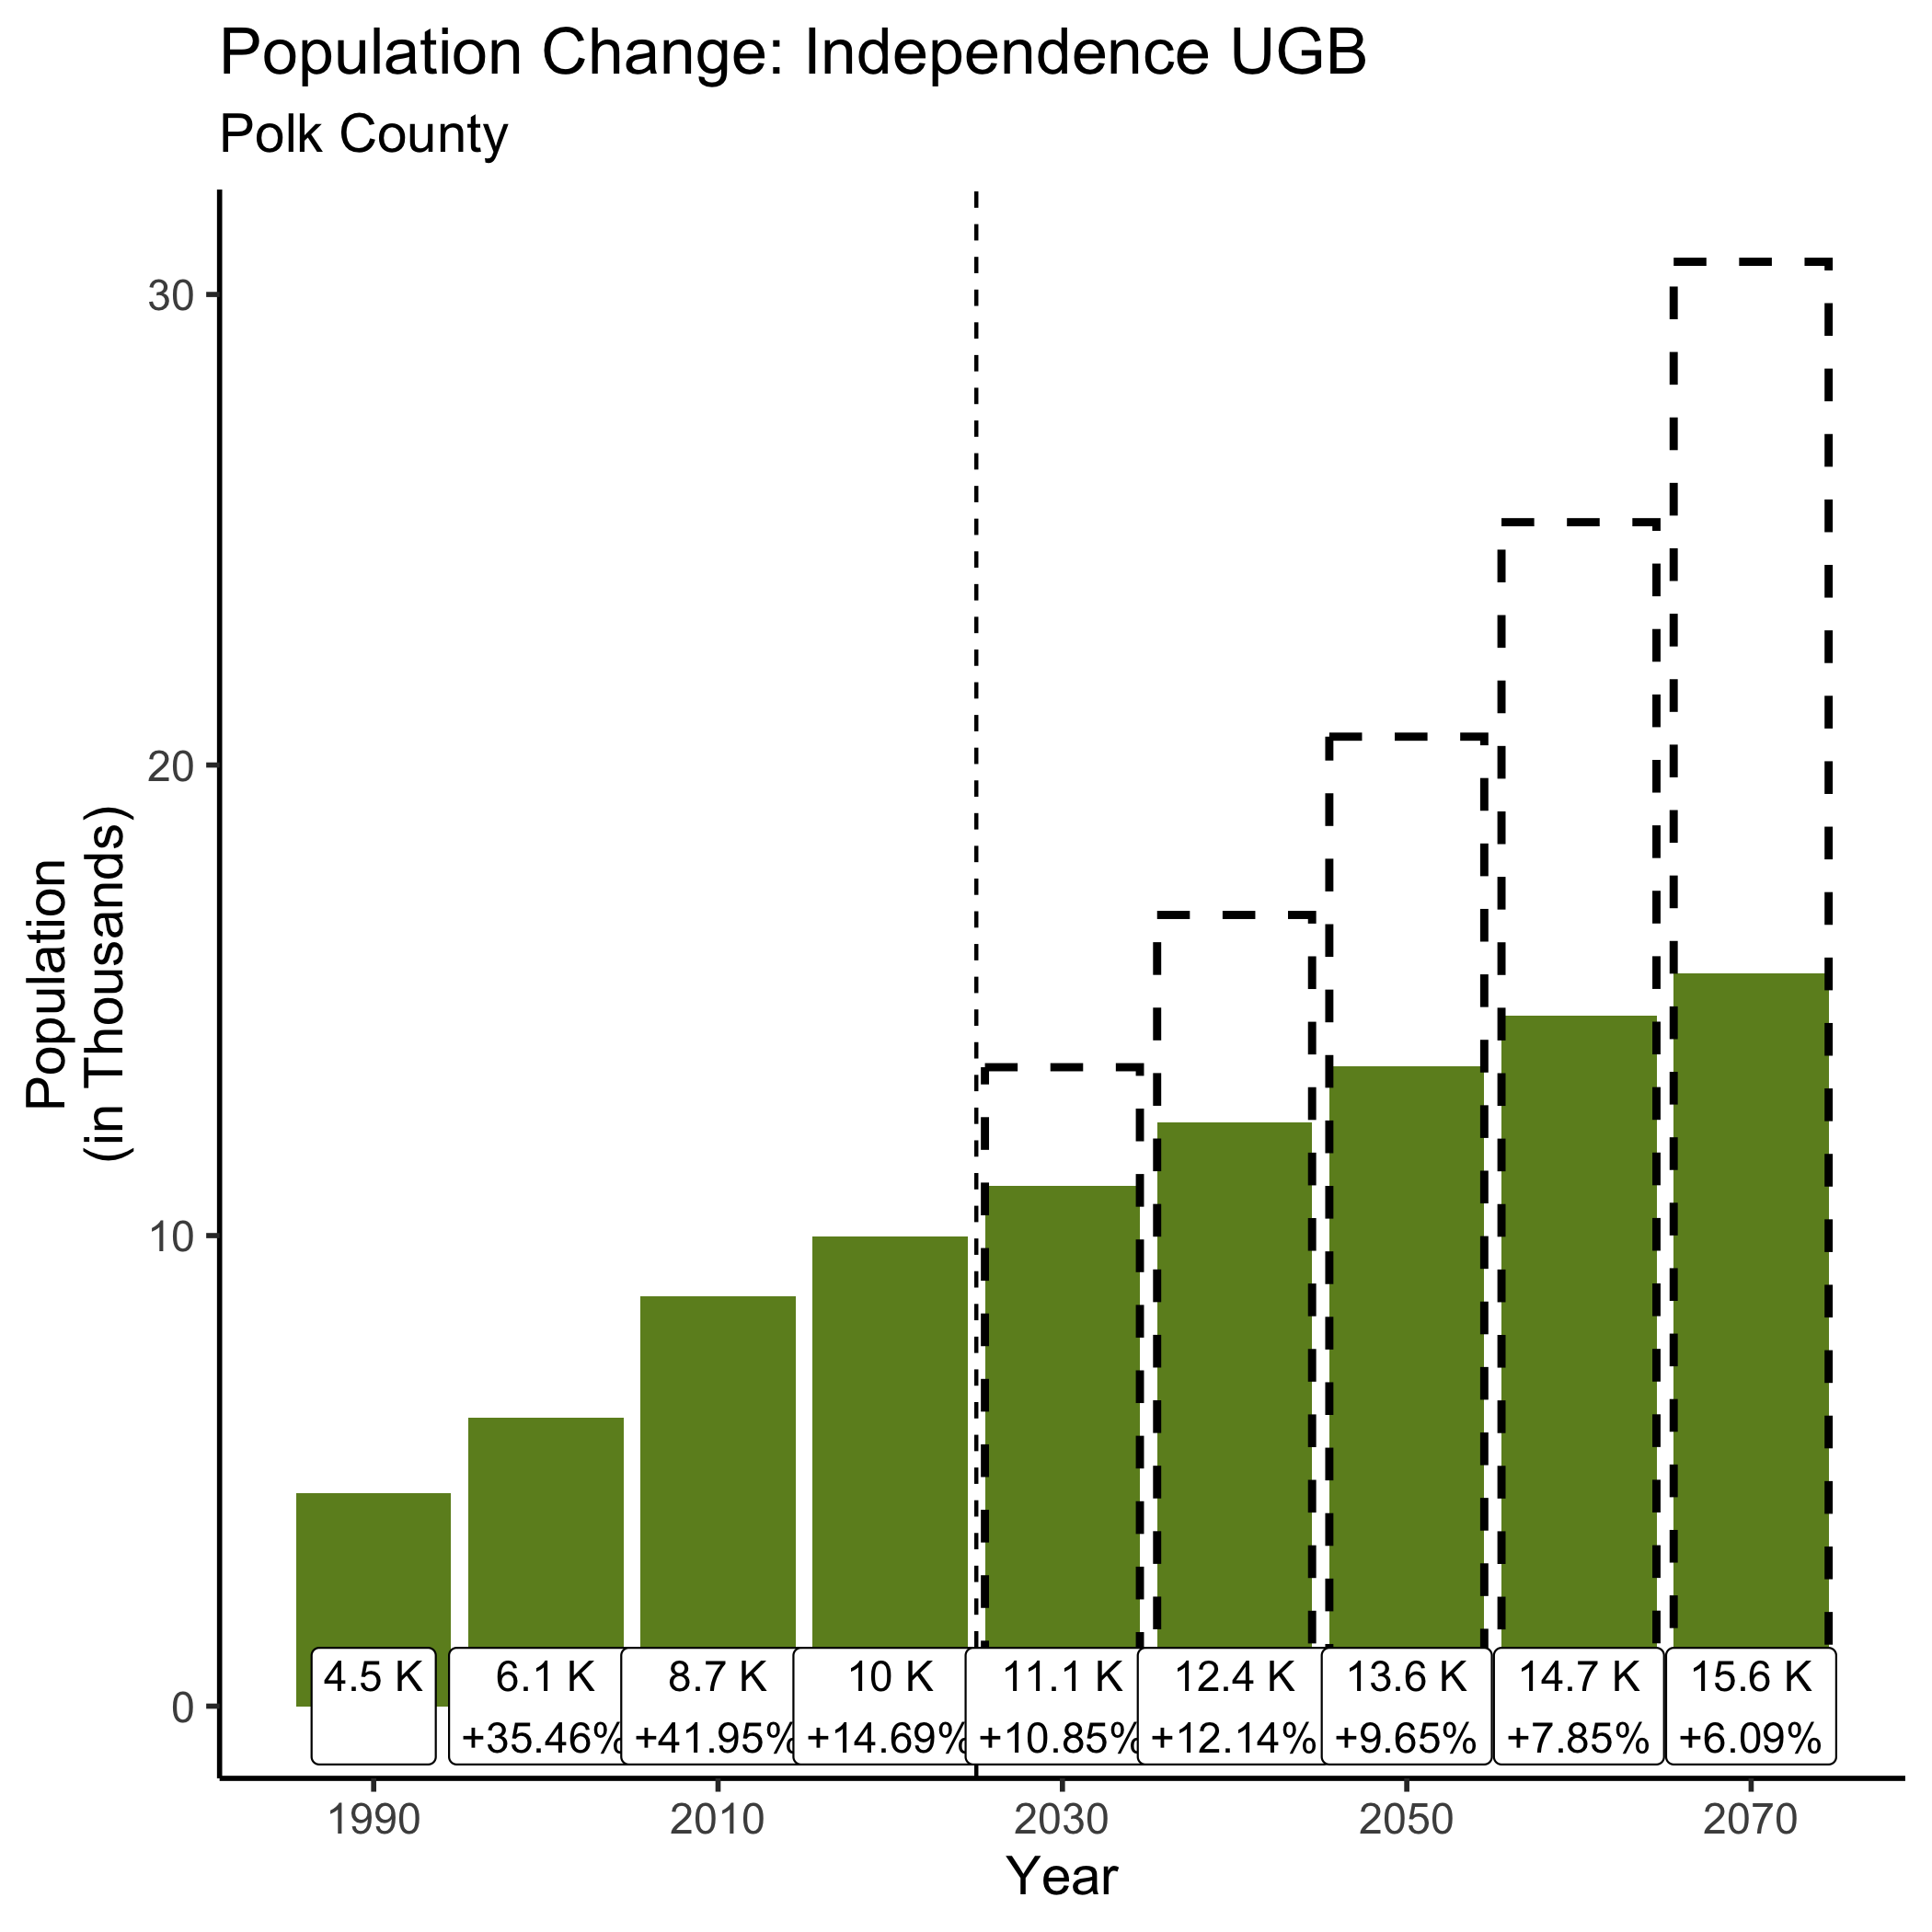 Population Change: Independence UGB
Polk County
Population
(in Thousands)
30
20
10
0
4.5 K
6.1 K
+35.46%
8.7 K
+41.95%
10 K
+14.69%
11.1 K
+10.85%
12.4 K
+12.14%
13.6 K
+9.65%
14.7 K
+7.85%
15.6 K
+6.09%
1990
2010
2030
2050
2070
Year